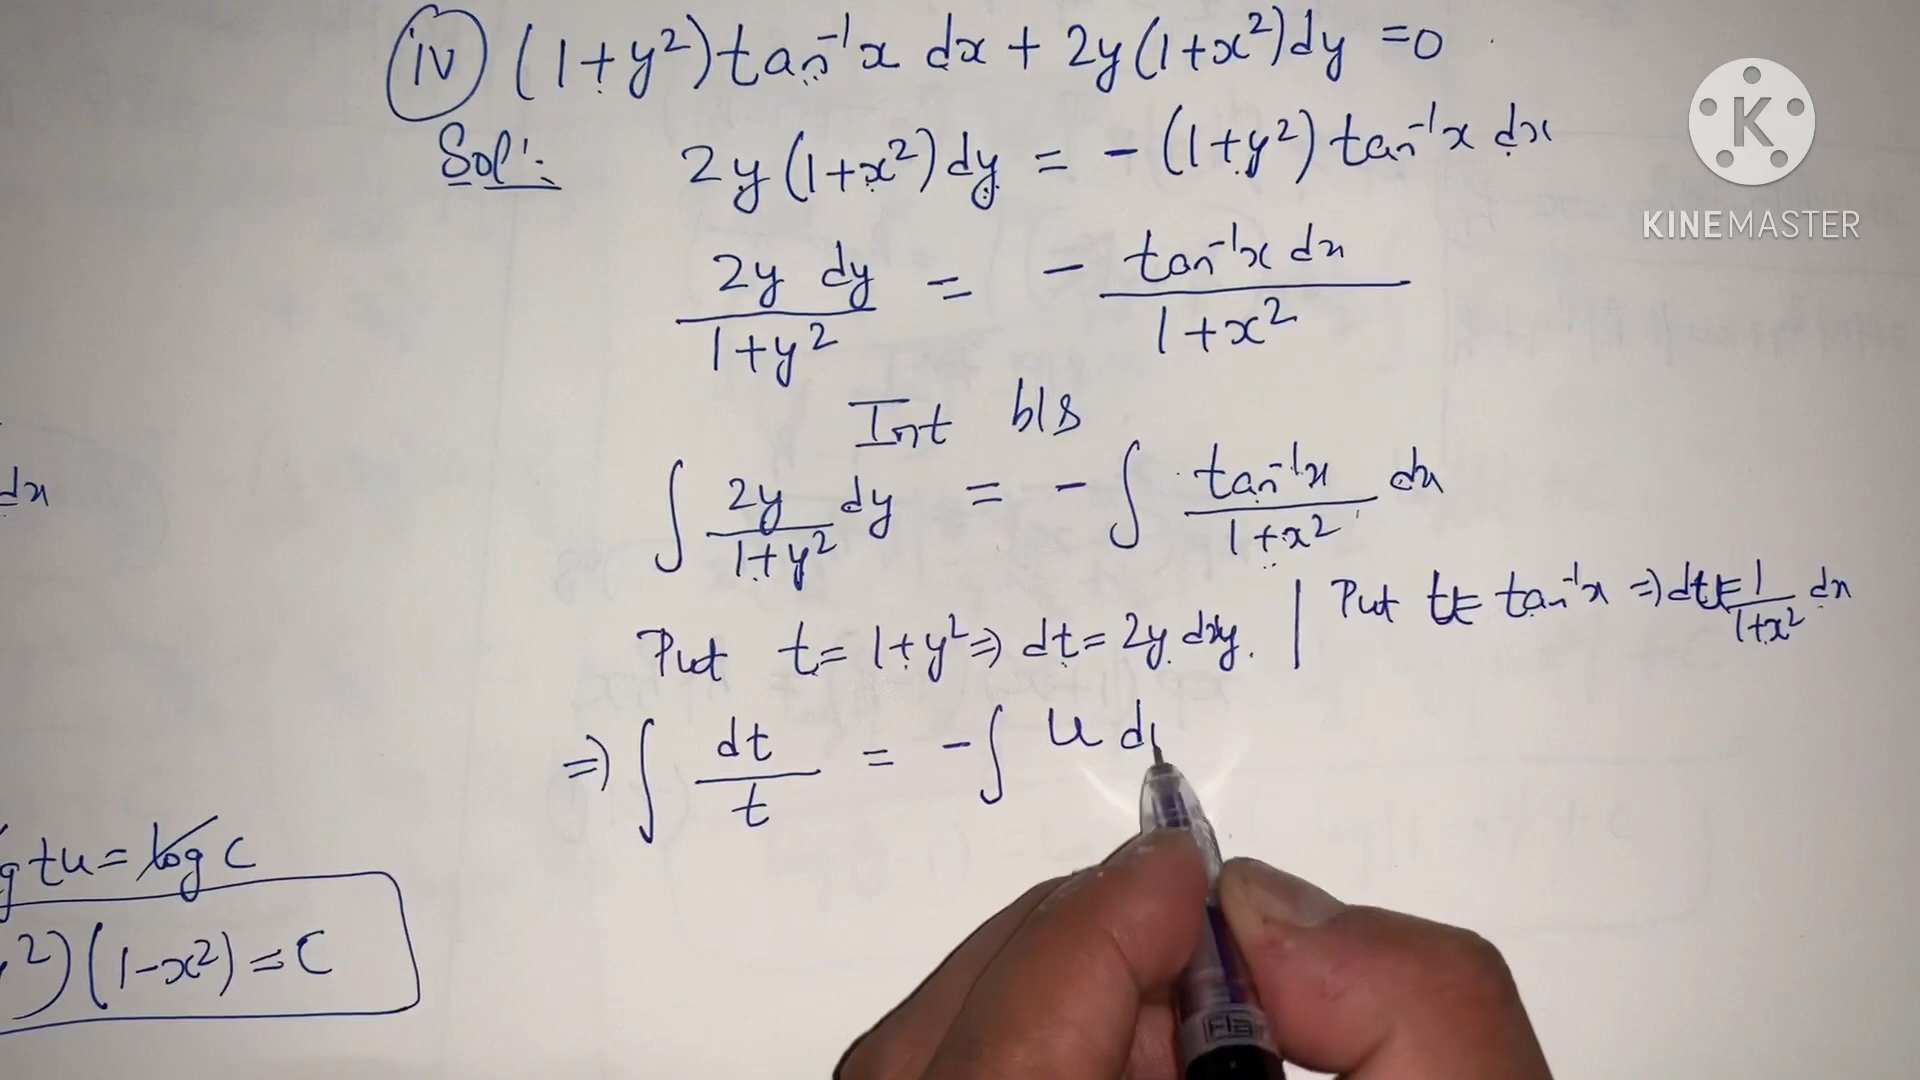 iv) (1+y²)tan⁻¹x dx + 2y(1+x²)dy =0
Sol':
2y(1+x²)dy = -(1+y²)tan⁻¹x dx
2y dy / 1+y² = - tan⁻¹x dx / 1+x²
Int b/s
∫ 2y / 1+y² dy = - ∫ tan⁻¹x / 1+x² dx
Put t = 1+y² ⇒ dt = 2y dy. | Put = tan⁻¹x ⇒ = 1 / 1+x² dx
⇒ ∫ dt / t = - ∫ u d
dx
g tu = log c
²)(1-x²) = C
K
KINEMASTER